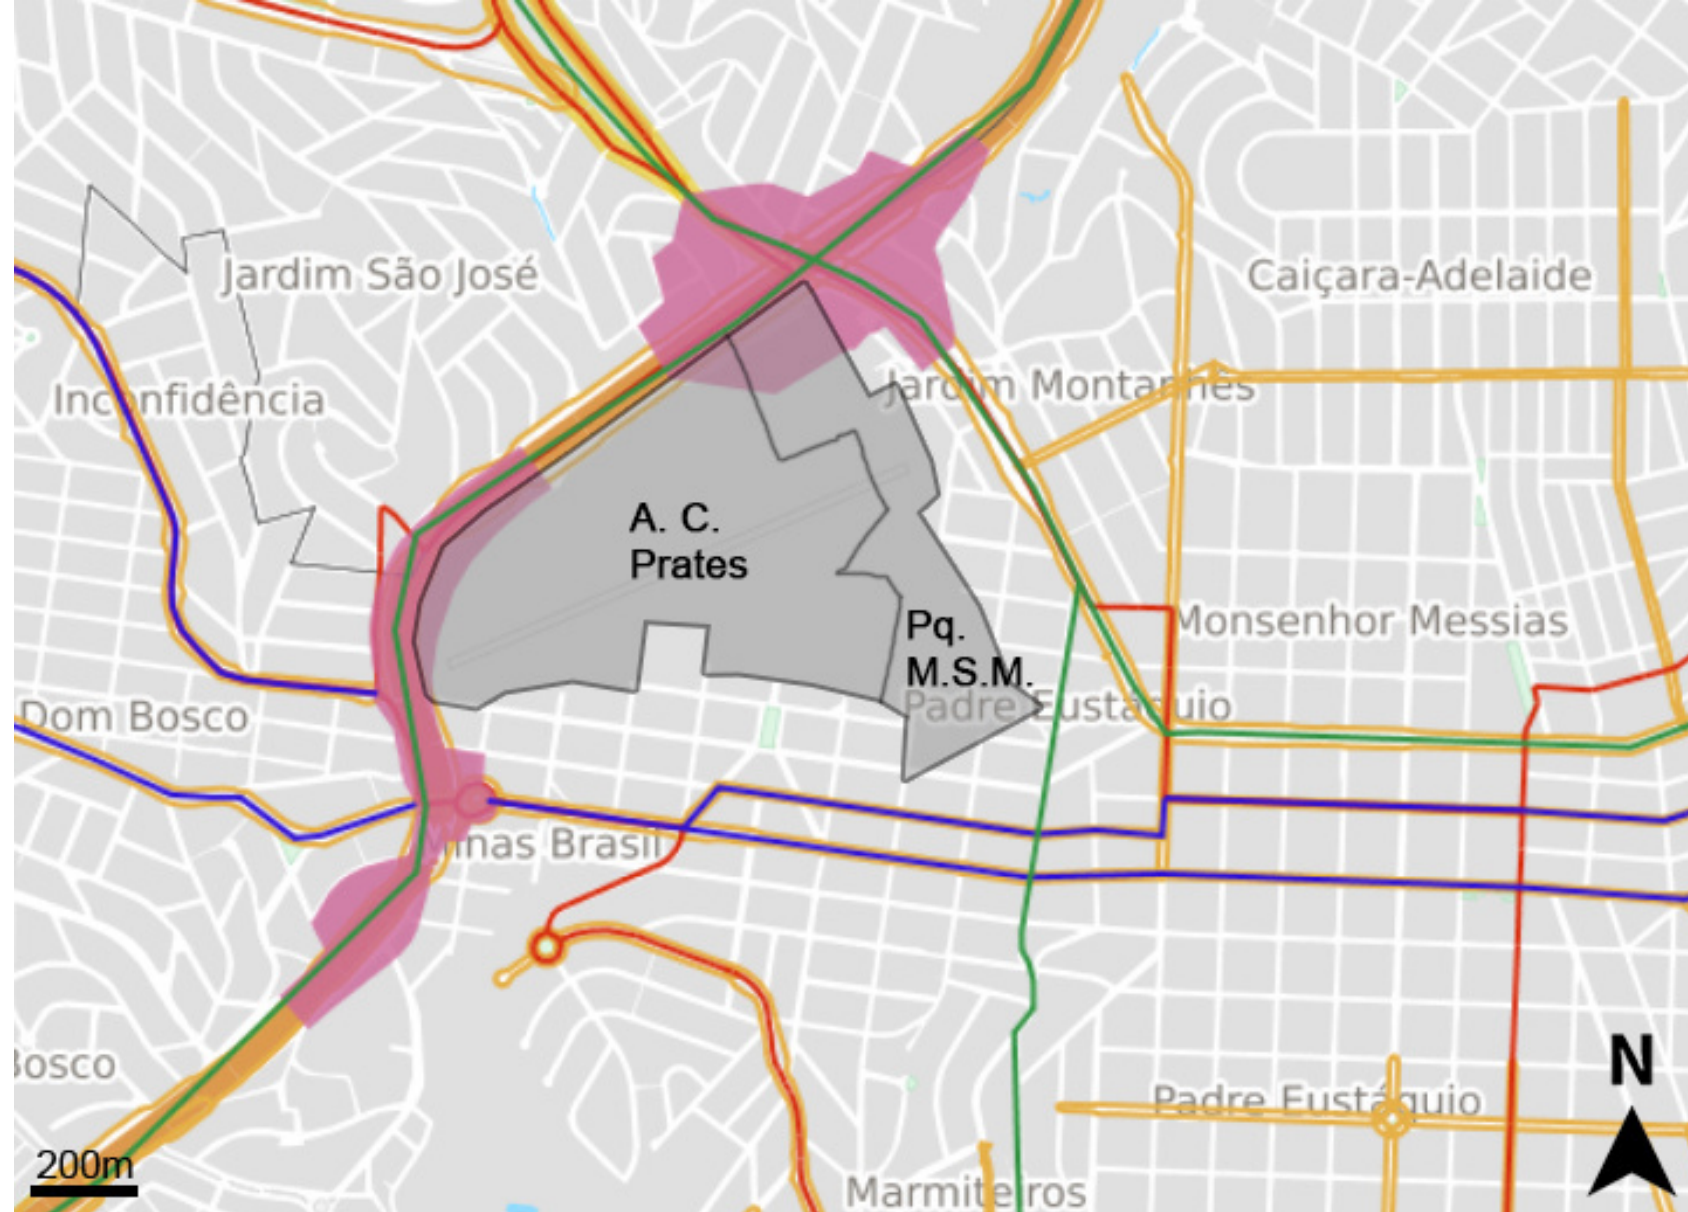 Jardim São José
Caiçara-Adelaide
Inconfidência
Jardim Montanhês
A. C.
Prates
Pq.
M.S.M.
Monsenhor Messias
Dom Bosco
Padre Eustáquio
Minas Brasil
Bosco
Padre Eustáquio
N
200m
Marmiteiros